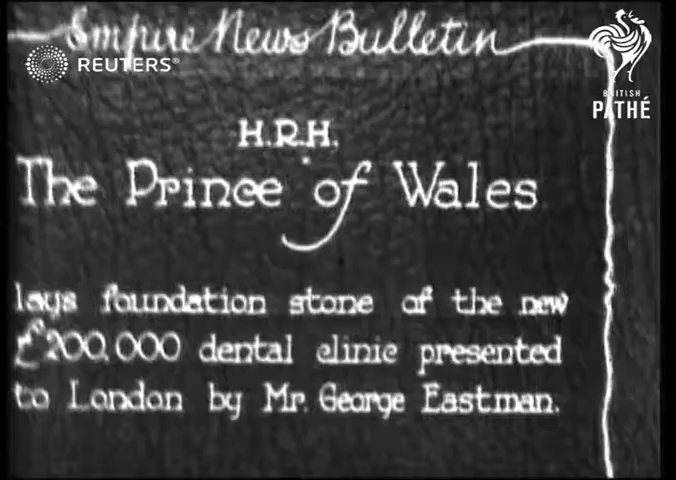 Empire News Bulletin
REUTERS®
BRITISH
PATHÉ
H.R.H.
The Prince of Wales
lays foundation stone of the new
£200,000 dental clinic presented
to London by Mr. George Eastman.